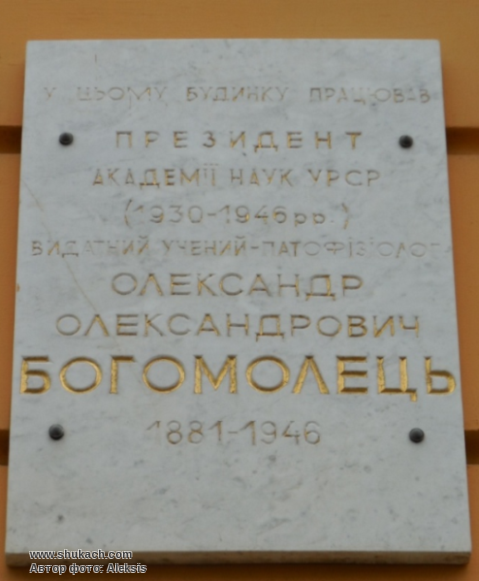 У ЦЬОМУ БУДИНКУ ПРАЦЮВАВ
ПРЕЗИДЕНТ
АКАДЕМІЇ НАУК УРСР
(1930-1946 рр.)
ВИДАТНИЙ УЧЕНИЙ-ПАТОФІЗІОЛОГ
ОЛЕКСАНДР
ОЛЕКСАНДРОВИЧ
БОГОМОЛЕЦЬ
1881-1946
www.shukach.com
Автор фото: Aleksis